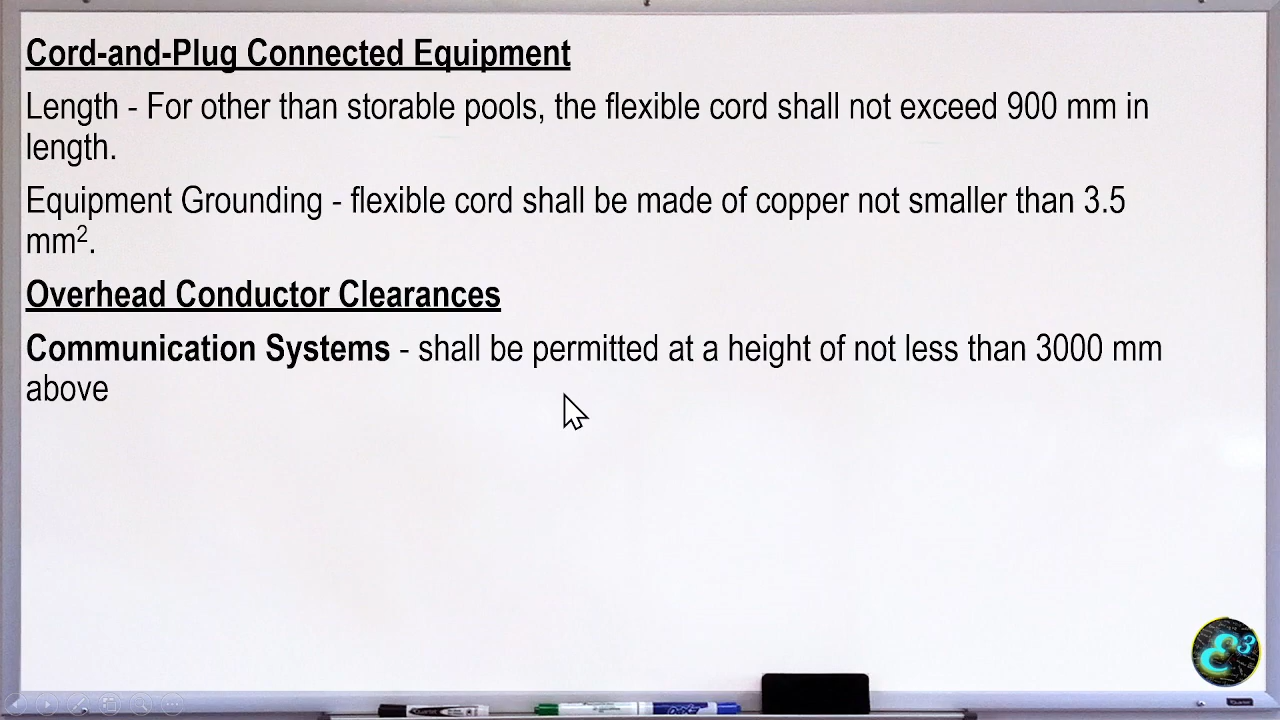 Cord-and-Plug Connected Equipment
Length - For other than storable pools, the flexible cord shall not exceed 900 mm in
length.
Equipment Grounding - flexible cord shall be made of copper not smaller than 3.5
mm².
Overhead Conductor Clearances
Communication Systems - shall be permitted at a height of not less than 3000 mm
above
Ɛ³